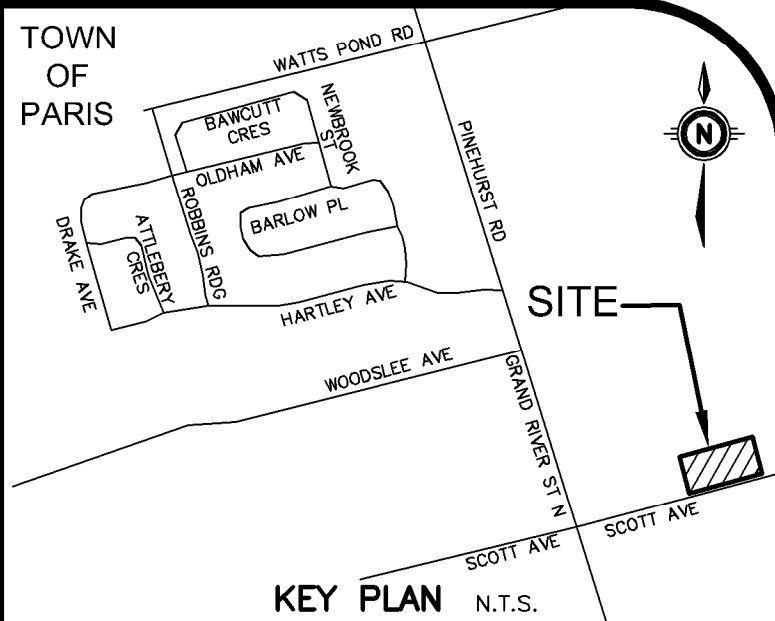 TOWN
OF
PARIS
WATTS POND RD
BAWCUTT
CRES
NEWBROOK
ST
N
PINEHURST RD
OLDHAM AVE
ROBBINS RDG
BARLOW PL
DRAKE AVE
ATTLEBERY
CRES
HARTLEY AVE
SITE
WOODSLEE AVE
GRAND RIVER ST N
SCOTT AVE
SCOTT AVE
KEY PLAN N.T.S.